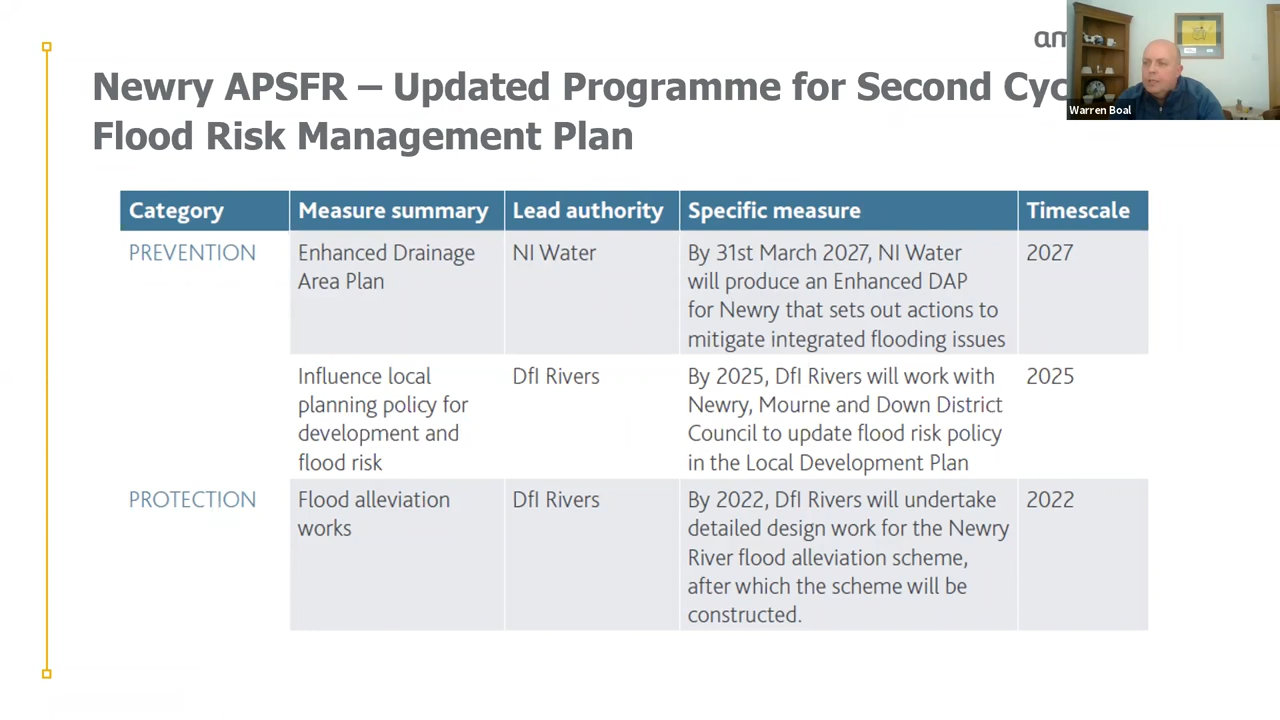 am
Newry APSFR – Updated Programme for Second Cyc
Flood Risk Management Plan
Warren Boal
Category Measure summary Lead authority Specific measure Timescale
PREVENTION Enhanced Drainage NI Water By 31st March 2027, NI Water 2027
Area Plan will produce an Enhanced DAP
for Newry that sets out actions to
mitigate integrated flooding issues
Influence local DfI Rivers By 2025, DfI Rivers will work with 2025
planning policy for Newry, Mourne and Down District
development and Council to update flood risk policy
flood risk in the Local Development Plan
PROTECTION Flood alleviation DfI Rivers By 2022, DfI Rivers will undertake 2022
works detailed design work for the Newry
River flood alleviation scheme,
after which the scheme will be
constructed.